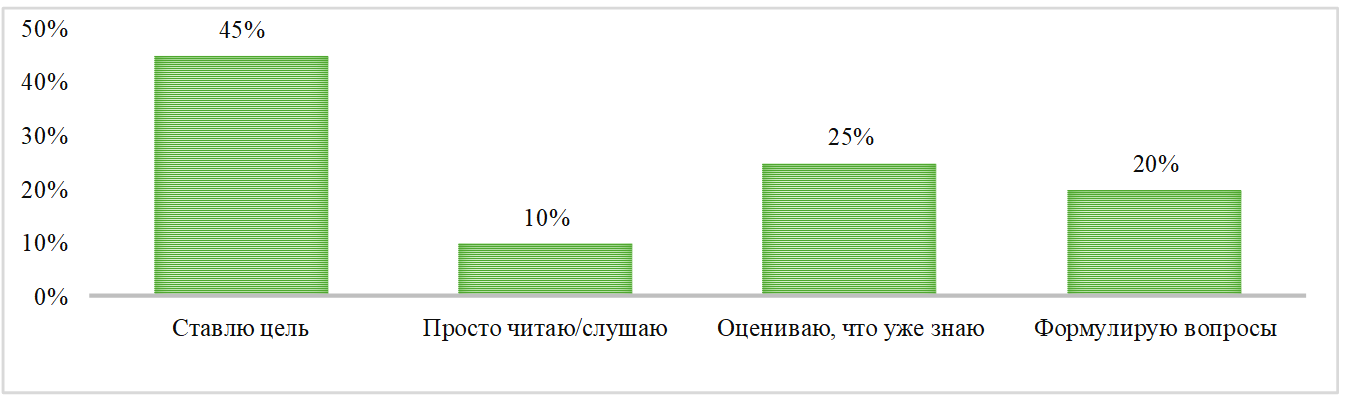 50%
40%
30%
20%
10%
0%
45%
10%
25%
20%
Ставлю цель
Просто читаю/слушаю
Оцениваю, что уже знаю
Формулирую вопросы